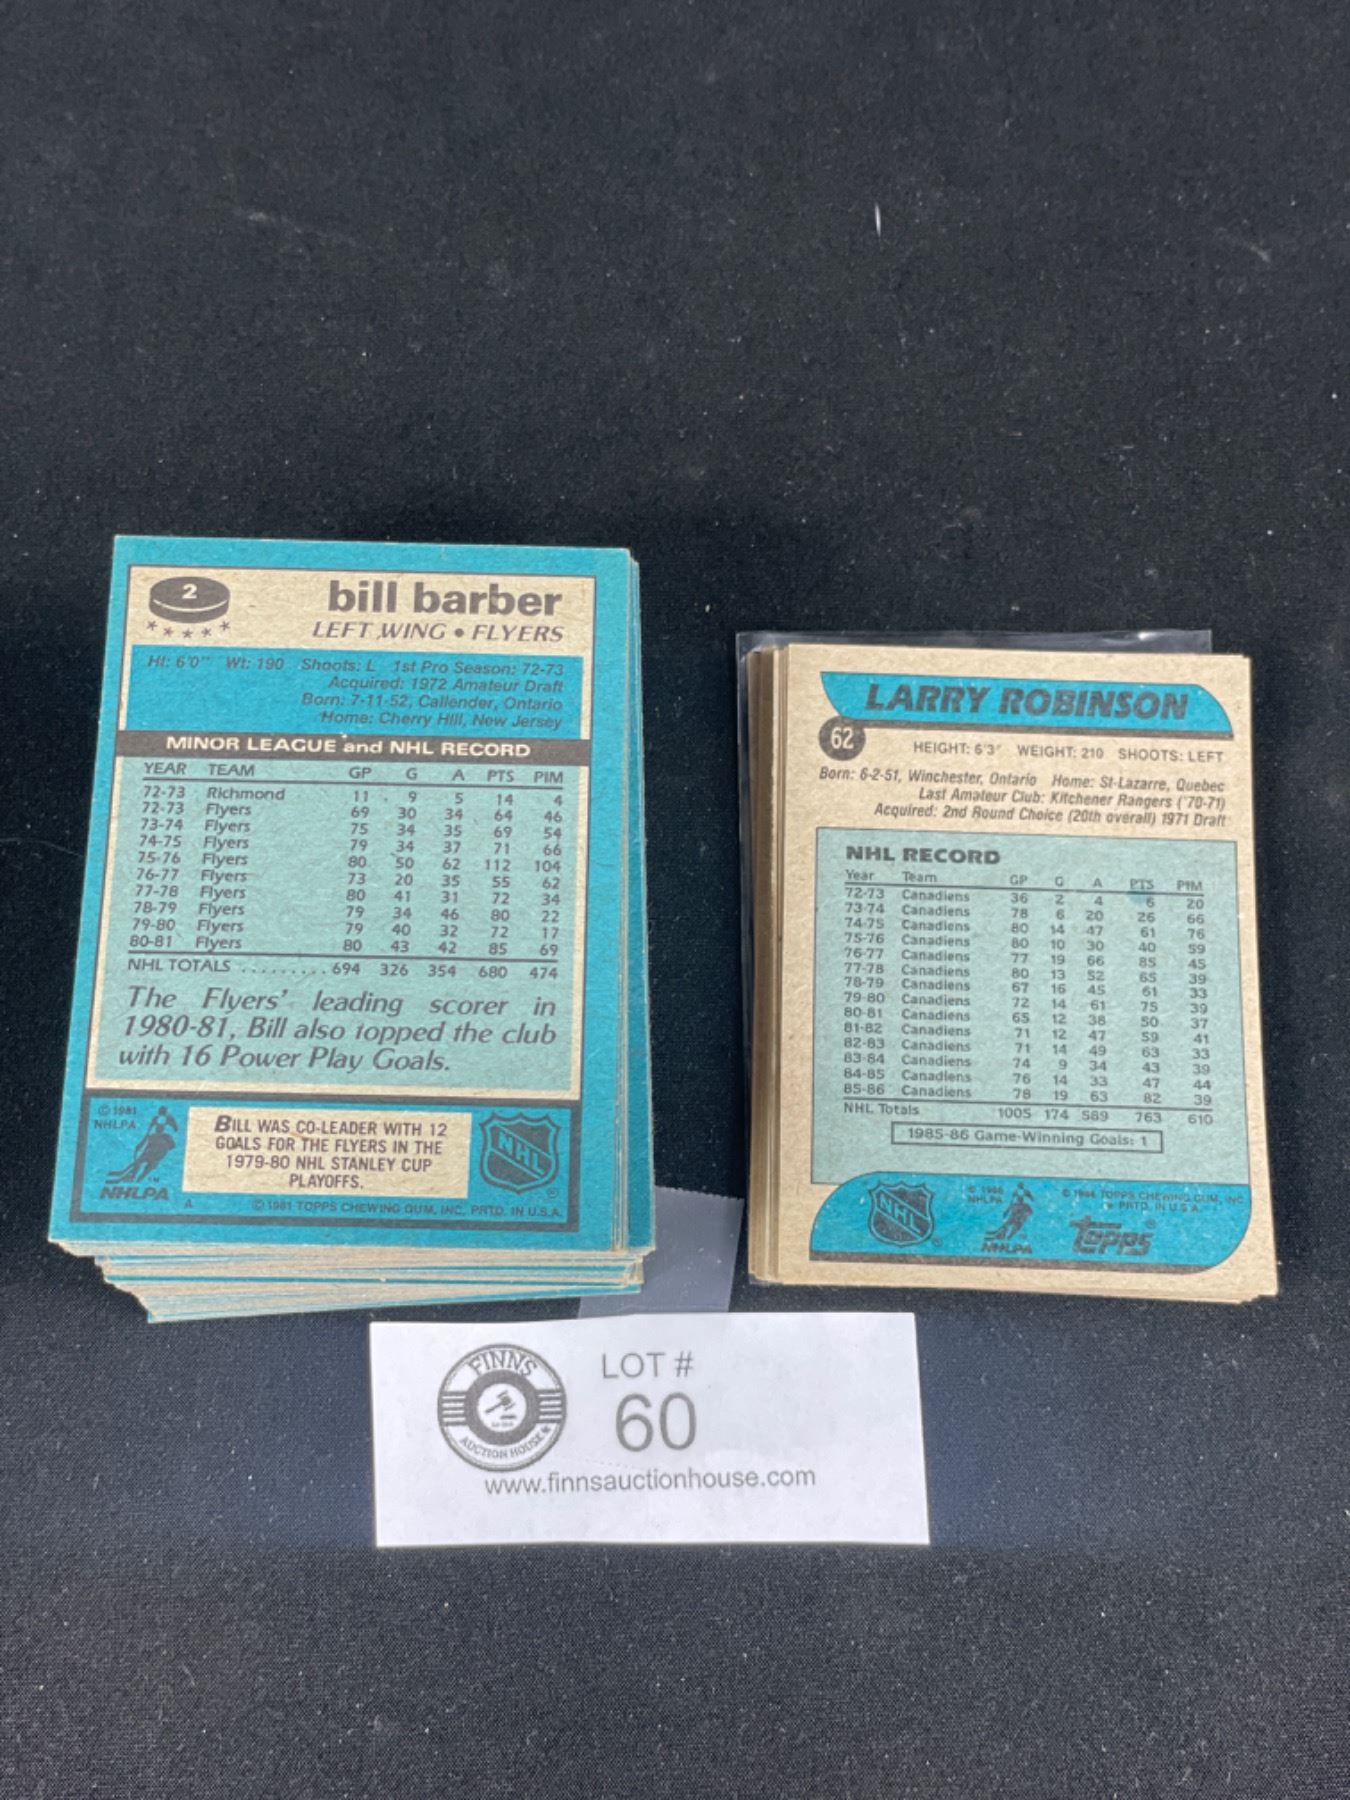 2
bill barber
LEFT WING • FLYERS
Ht: 6'0" Wt: 190 Shoots: L 1st Pro Season: 72-73
Acquired: 1972 Amateur Draft
Born: 7-11-52, Callender, Ontario
Home: Cherry Hill, New Jersey
MINOR LEAGUE and NHL RECORD
YEAR TEAM GP G A PTS PIM
72-73 Richmond 11 9 5 14 4
72-73 Flyers 69 30 34 64 46
73-74 Flyers 75 34 35 69 54
74-75 Flyers 79 34 37 71 66
75-76 Flyers 80 50 62 112 104
76-77 Flyers 73 20 35 55 62
77-78 Flyers 80 41 31 72 34
78-79 Flyers 79 34 46 80 22
79-80 Flyers 79 40 32 72 17
80-81 Flyers 80 43 42 85 69
NHL TOTALS ......... 694 326 354 680 474
The Flyers' leading scorer in
1980-81, Bill also topped the club
with 16 Power Play Goals.
© 1981
NHLPA
NHLPA
BILL WAS CO-LEADER WITH 12
GOALS FOR THE FLYERS IN THE
1979-80 NHL STANLEY CUP
PLAYOFFS.
NHL
A © 1981 TOPPS CHEWING GUM, INC. PRTD. IN U.S.A.
LARRY ROBINSON
62
HEIGHT: 6'3" WEIGHT: 210 SHOOTS: LEFT
Born: 6-2-51, Winchester, Ontario Home: St-Lazarre, Quebec
Last Amateur Club: Kitchener Rangers ('70-71)
Acquired: 2nd Round Choice (20th overall) 1971 Draft
NHL RECORD
Year Team GP G A PTS PIM
72-73 Canadiens 36 2 4 6 20
73-74 Canadiens 78 6 20 26 66
74-75 Canadiens 80 14 47 61 76
75-76 Canadiens 80 10 30 40 59
76-77 Canadiens 77 19 66 85 45
77-78 Canadiens 80 13 52 65 39
78-79 Canadiens 67 16 45 61 33
79-80 Canadiens 72 14 61 75 39
80-81 Canadiens 65 12 38 50 37
81-82 Canadiens 71 12 47 59 41
82-83 Canadiens 71 14 49 63 33
83-84 Canadiens 74 9 34 43 39
84-85 Canadiens 76 14 33 47 44
85-86 Canadiens 78 19 63 82 39
NHL Totals 1005 174 589 763 610
1985-86 Game-Winning Goals: 1
NHL
© 1986
NHLPA
NHLPA
© 1986 TOPPS CHEWING GUM, INC.
PRTD. IN U.S.A.
topps
FINNS
AUCTION HOUSE
LOT #
60
www.finnsauctionhouse.com